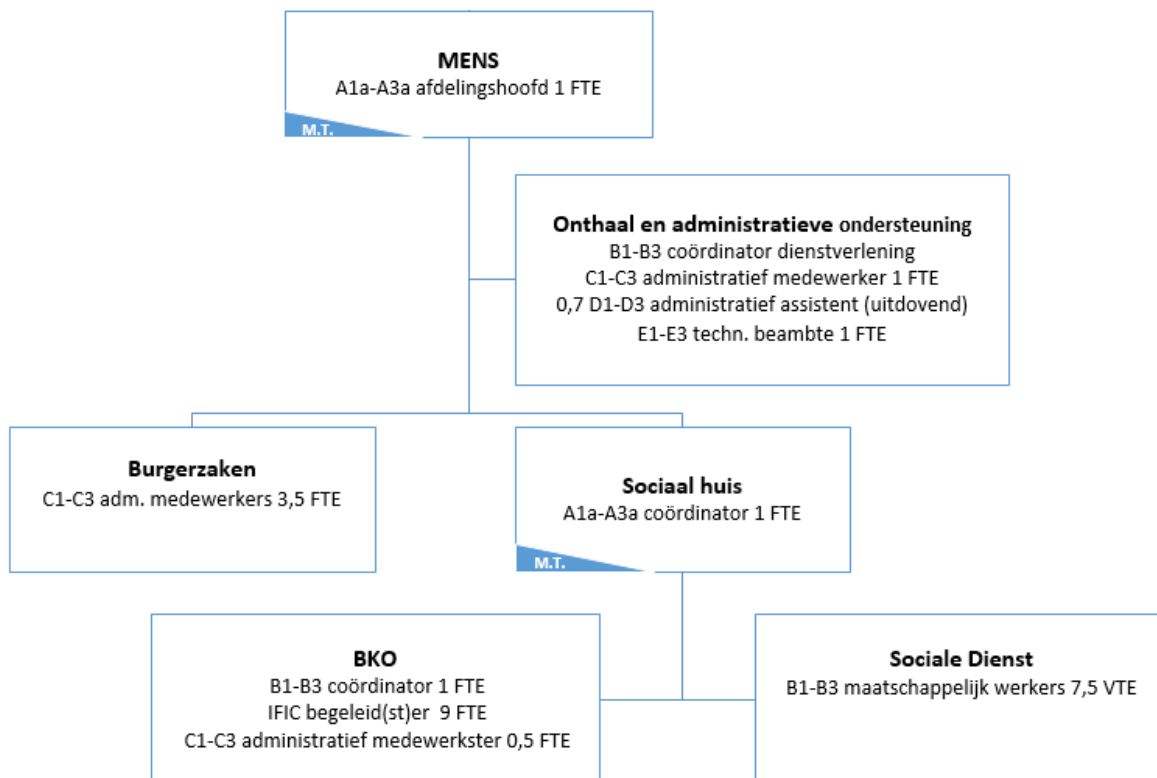 MENS
A1a-A3a afdelingshoofd 1 FTE
M.T.
Onthaal en administratieve ondersteuning
B1-B3 coördinator dienstverlening
C1-C3 administratief medewerker 1 FTE
0,7 D1-D3 administratief assistent (uitdovend)
E1-E3 techn. beambte 1 FTE
Burgerzaken
C1-C3 adm. medewerkers 3,5 FTE
Sociaal huis
A1a-A3a coördinator 1 FTE
M.T.
BKO
B1-B3 coördinator 1 FTE
IFIC begeleid(st)er 9 FTE
C1-C3 administratief medewerkster 0,5 FTE
Sociale Dienst
B1-B3 maatschappelijk werkers 7,5 VTE